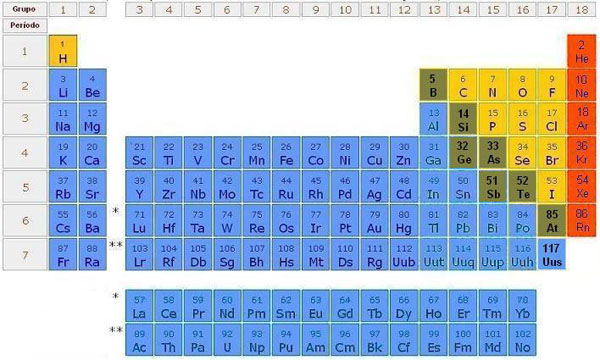 Grupo 1 2 3 4 5 6 7 8 9 10 11 12 13 14 15 16 17 18
Período
1 1 2
H He
2 3 4 5 6 7 8 9 10
Li Be B C N O F Ne
3 11 12 13 14 15 16 17 18
Na Mg Al Si P S Cl Ar
4 19 20 21 22 23 24 25 26 27 28 29 30 31 32 33 34 35 36
K Ca Sc Ti V Cr Mn Fe Co Ni Cu Zn Ga Ge As Se Br Kr
5 37 38 39 40 41 42 43 44 45 46 47 48 49 50 51 52 53 54
Rb Sr Y Zr Nb Mo Tc Ru Rh Pd Ag Cd In Sn Sb Te I Xe
6 55 56 * 71 72 73 74 75 76 77 78 79 80 81 82 83 84 85 86
Cs Ba Lu Hf Ta W Re Os Ir Pt Au Hg Tl Pb Bi Po At Rn
7 87 88 ** 103 104 105 106 107 108 109 110 111 112 113 114 115 116 117
Fr Ra Lr Rf Db Sg Bh Hs Mt Ds Rg Uub Uut Uuq Uup Uuh Uus
* 57 58 59 60 61 62 63 64 65 66 67 68 69 70
La Ce Pr Nd Pm Sm Eu Gd Tb Dy Ho Er Tm Yb
** 89 90 91 92 93 94 95 96 97 98 99 100 101 102
Ac Th Pa U Np Pu Am Cm Bk Cf Es Fm Md No